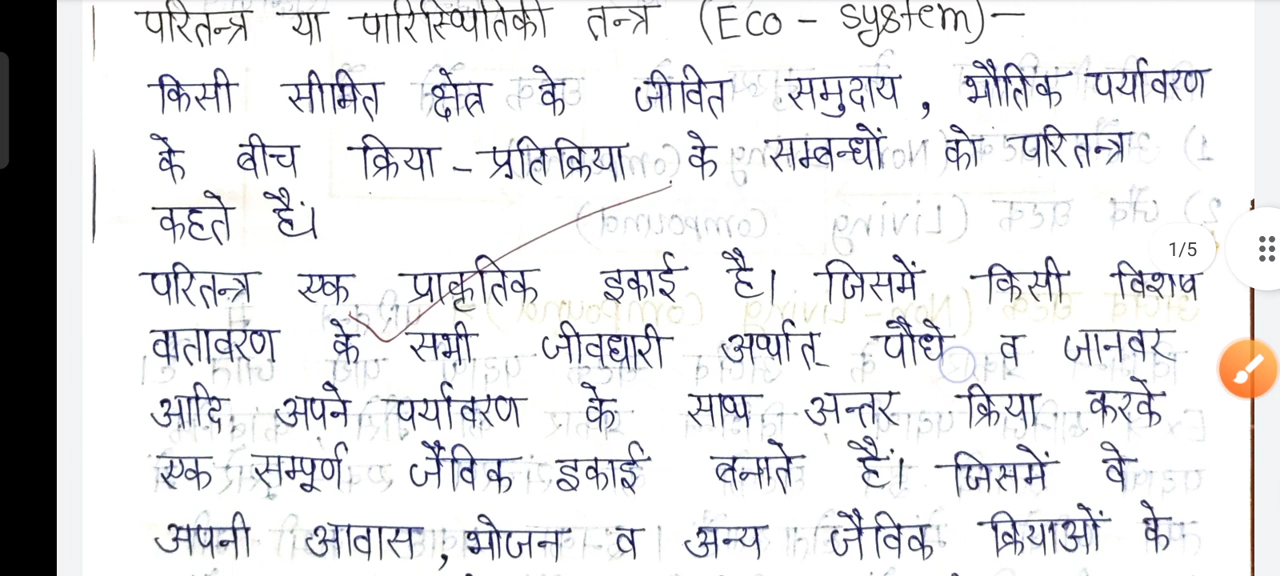 परितन्त्र या पारिस्थितिकी तन्त्र (Eco - system)-
किसी सीमित क्षेत्र के जीवित समुदाय, भौतिक पर्यावरण
के बीच क्रिया - प्रतिक्रिया के सम्बन्धों को परितन्त्र
कहते हैं।
1/5
परितन्त्र एक प्राकृतिक इकाई है। जिसमें किसी विशेष
वातावरण के सभी जीवधारी अर्थात् पौधे व जानवर
आदि अपने पर्यावरण के साथ अन्तर क्रिया करके
एक सम्पूर्ण जैविक इकाई बनाते हैं। जिसमें वे
अपनी आवास, भोजन व अन्य जैविक क्रियाओं के